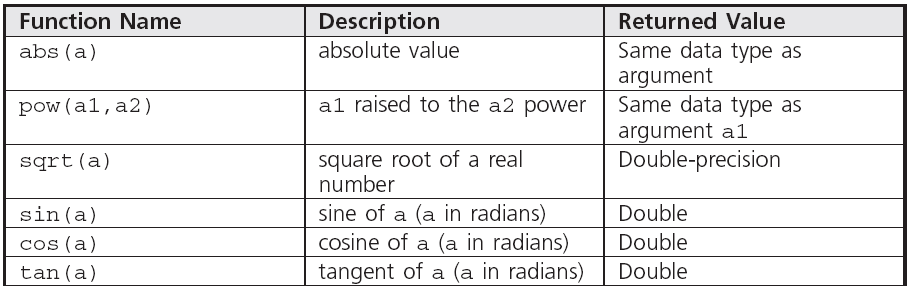 Function Name Description Returned Value
abs(a) absolute value Same data type as
argument
pow(a1,a2) a1 raised to the a2 power Same data type as
argument a1
sqrt(a) square root of a real Double-precision
number
sin(a) sine of a (a in radians) Double
cos(a) cosine of a (a in radians) Double
tan(a) tangent of a (a in radians) Double